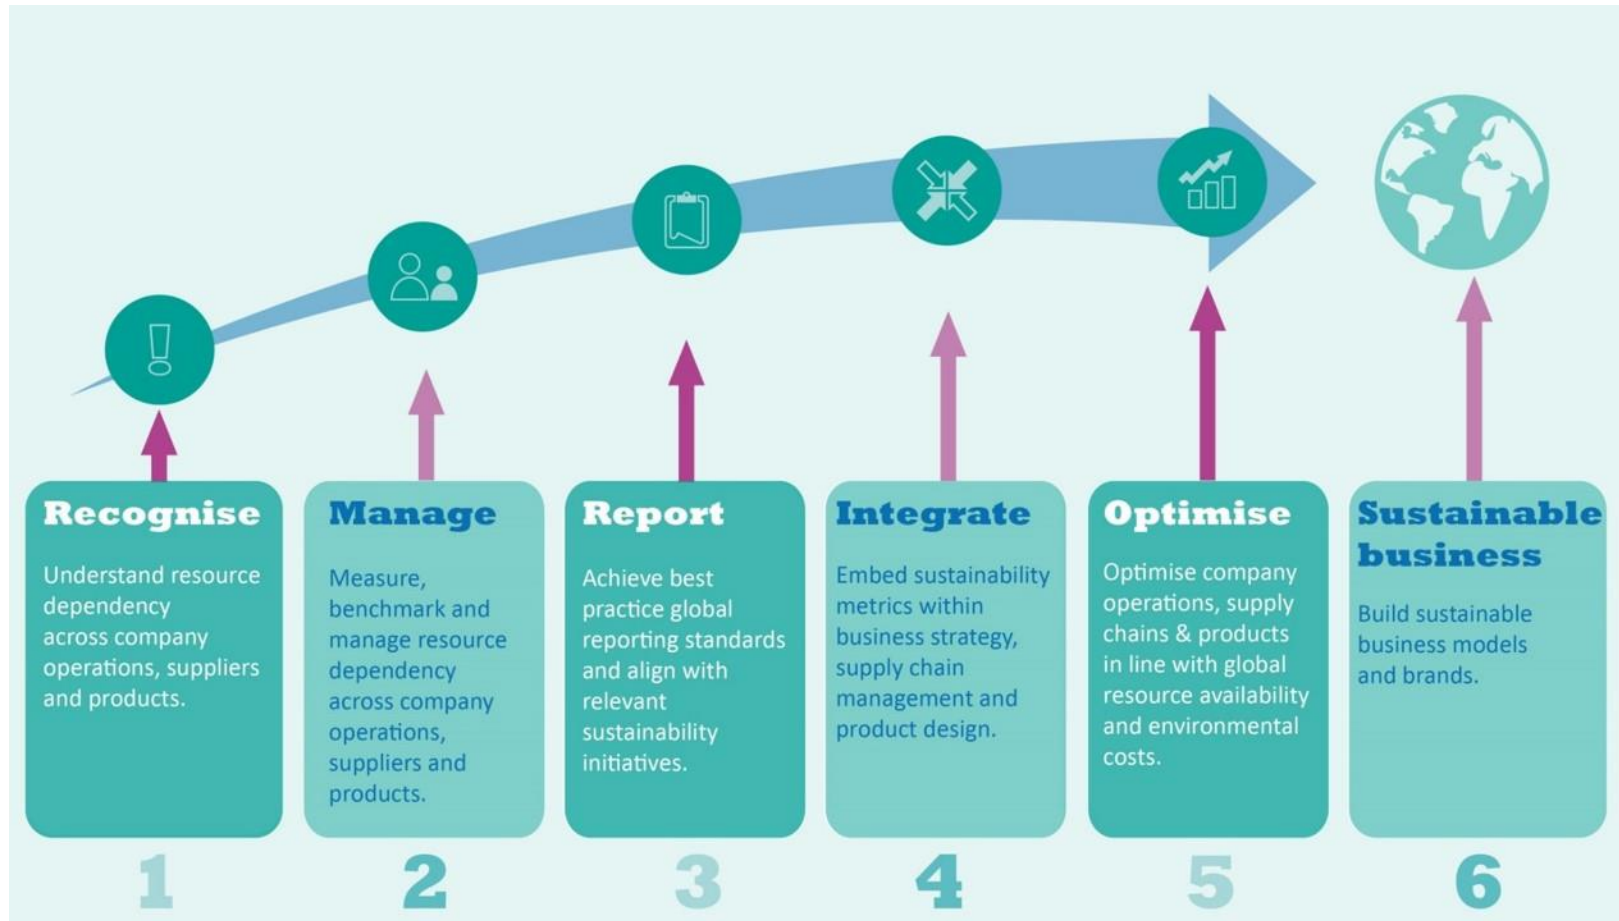 Recognise
Understand resource
dependency
across company
operations, suppliers
and products.
1
Manage
Measure,
benchmark and
manage resource
dependency
across company
operations,
suppliers and
products.
2
Report
Achieve best
practice global
reporting standards
and align with
relevant
sustainability
initiatives.
3
Integrate
Embed sustainability
metrics within
business strategy,
supply chain
management and
product design.
4
Optimise
Optimise company
operations, supply
chains & products
in line with global
resource availability
and environmental
costs.
5
Sustainable
business
Build sustainable
business models
and brands.
6